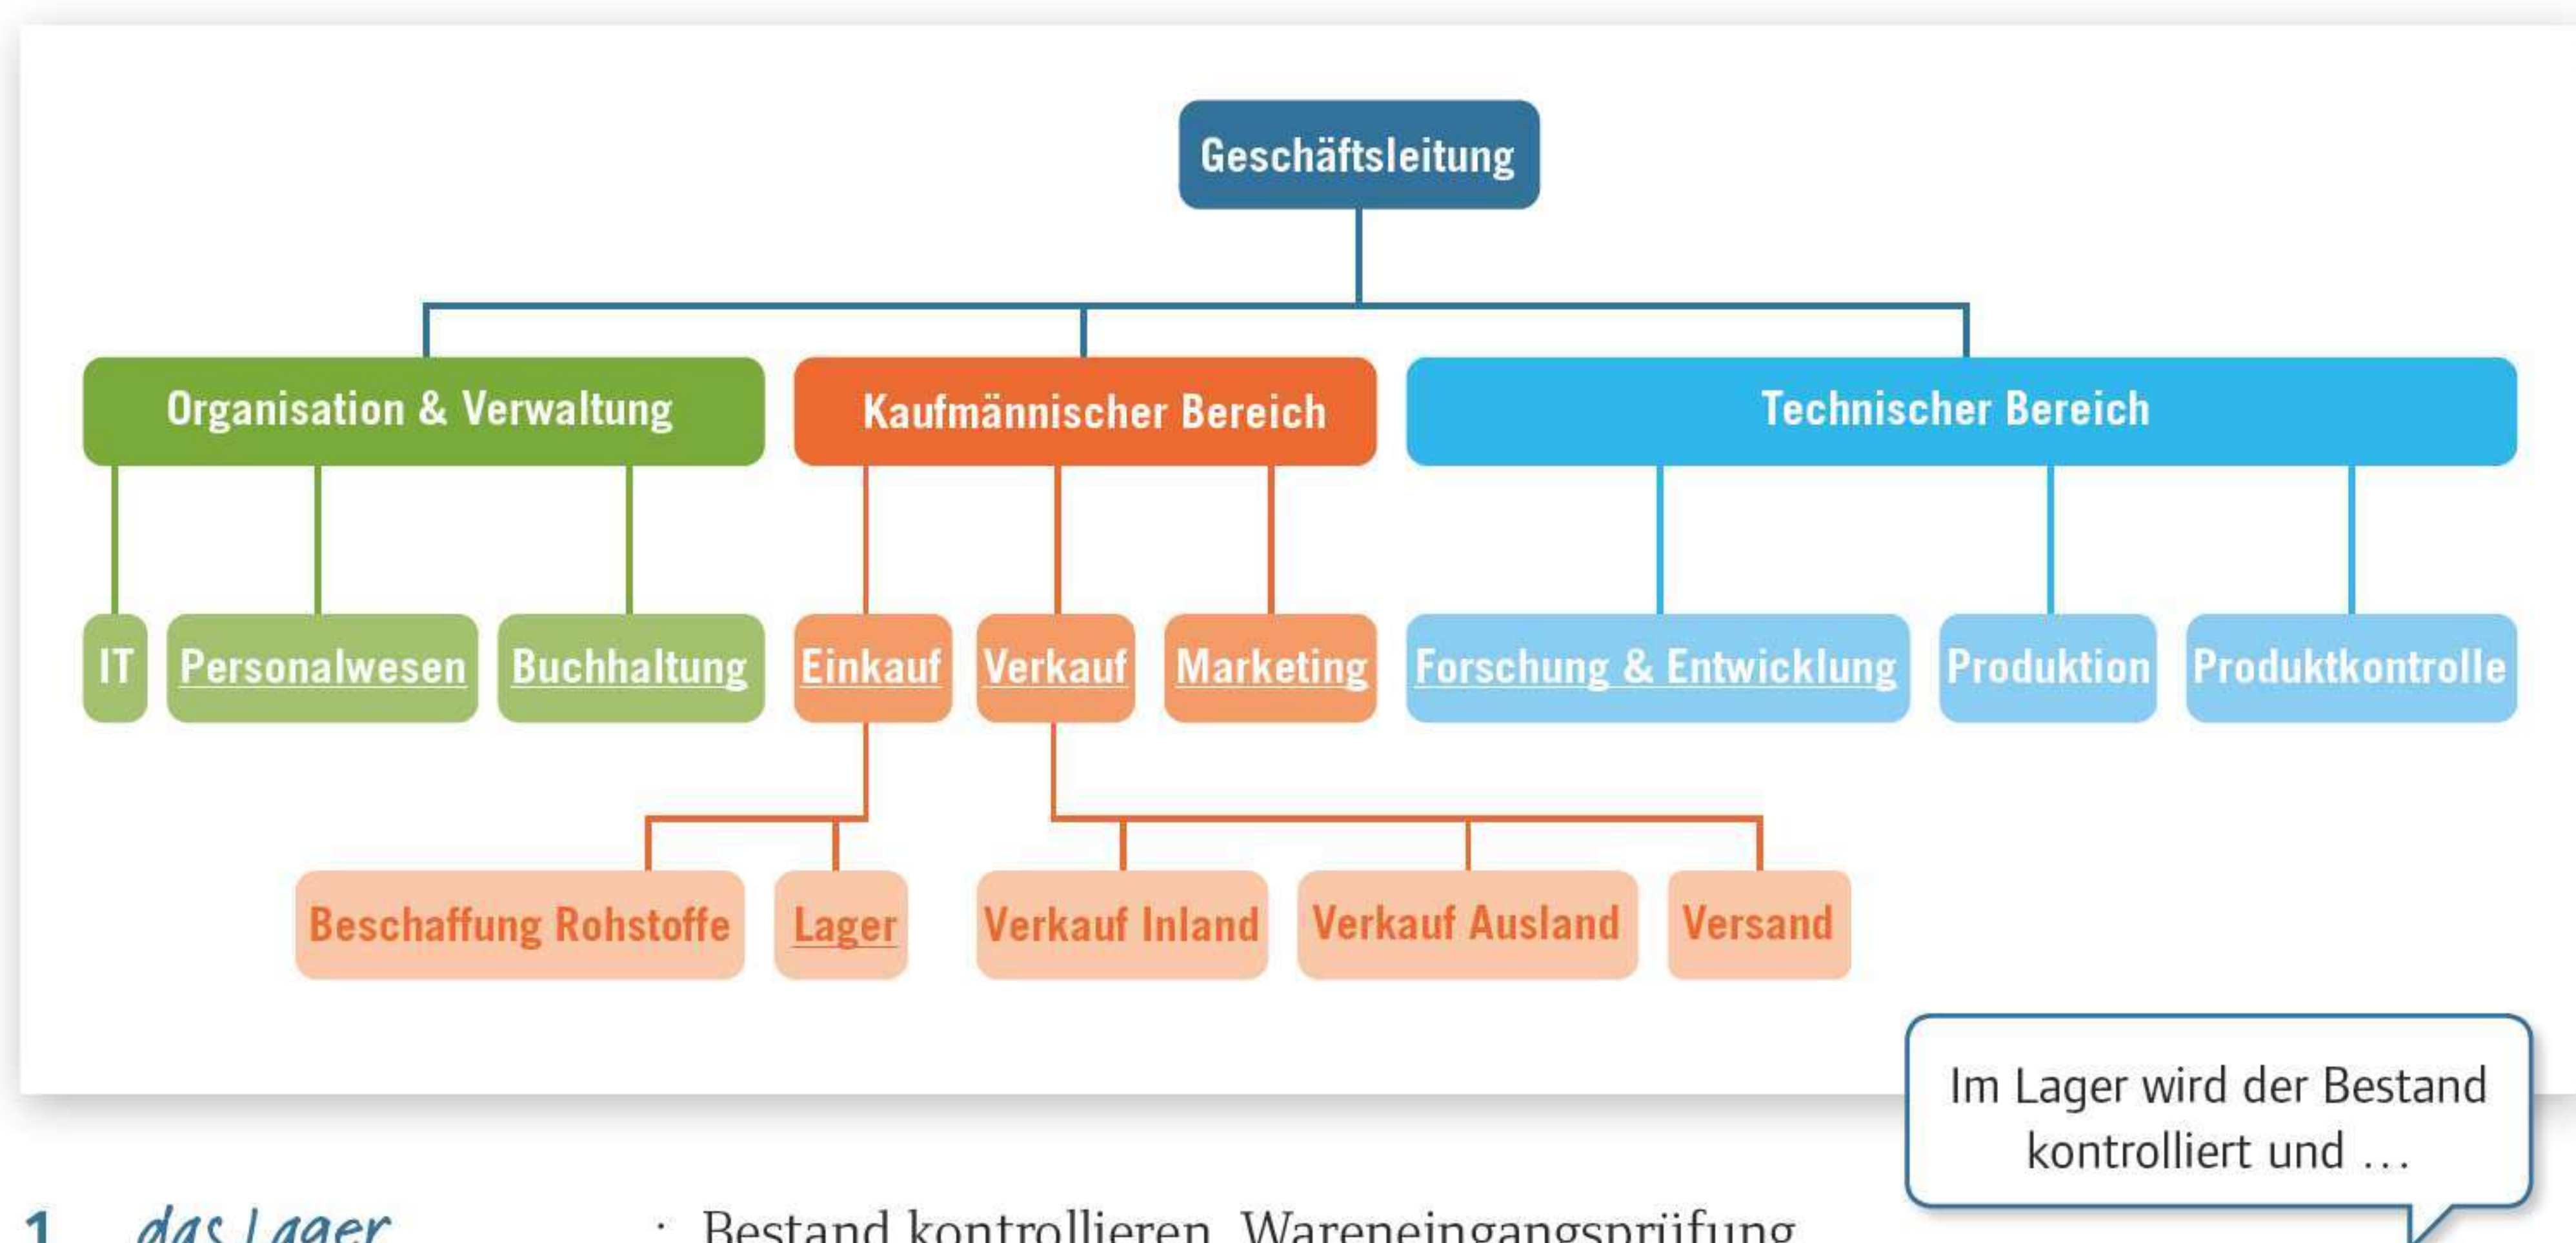 Geschäftsleitung
Organisation & Verwaltung
Kaufmännischer Bereich
Technischer Bereich
IT
Personalwesen
Buchhaltung
Einkauf
Verkauf
Marketing
Forschung & Entwicklung
Produktion
Produktkontrolle
Beschaffung Rohstoffe
Lager
Verkauf Inland
Verkauf Ausland
Versand
Im Lager wird der Bestand
kontrolliert und ...
1 das Lager : Bestand kontrollieren, Wareneingangsprüfung